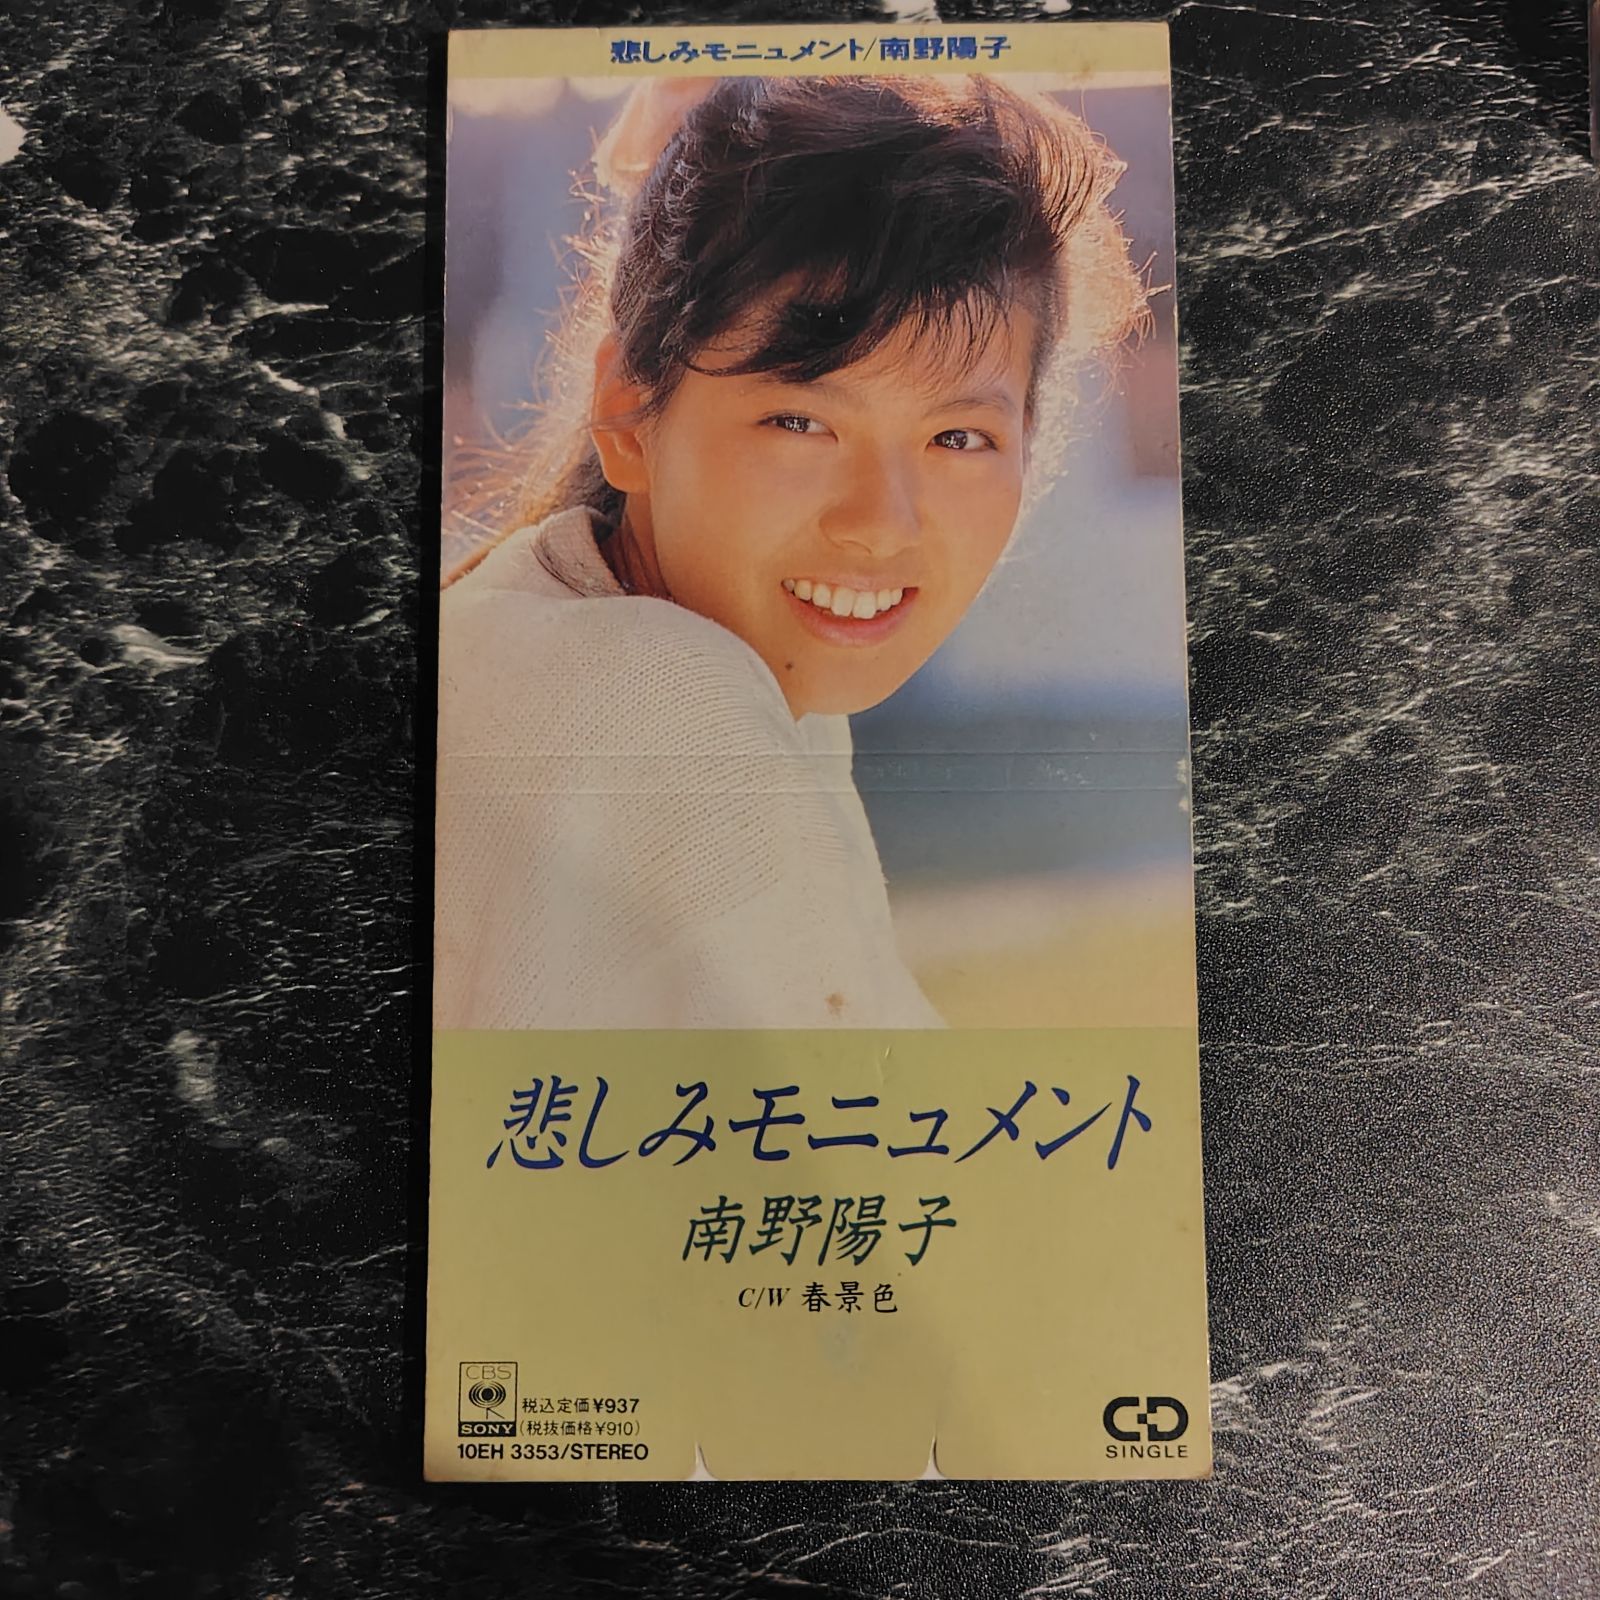 悲しみモニュメント/南野陽子
悲しみモニュメント
南野陽子
C/W 春景色
CBS
SONY
税込定価¥937
(税抜価格¥910)
10EH 3353/STEREO
CD
SINGLE